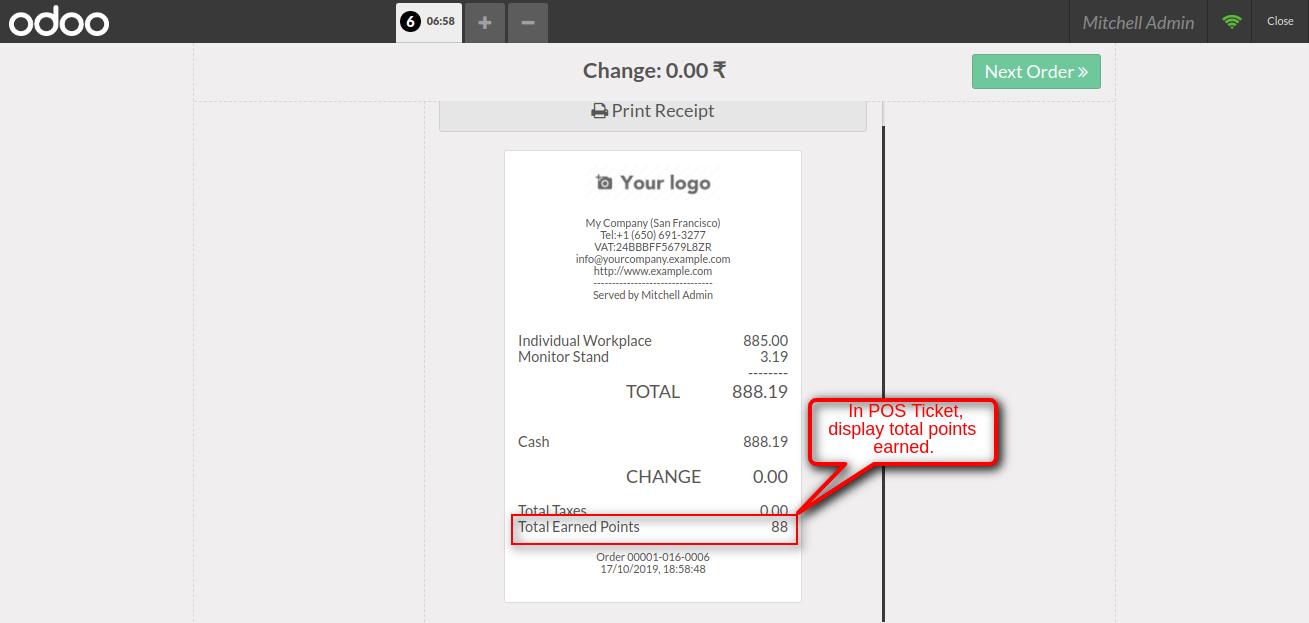 odoo
6 06:58
Mitchell Admin
Close
Change: 0.00 ₹
Next Order »
Print Receipt
Your logo
My Company (San Francisco)
Tel:+1 (650) 691-3277
VAT:24BBBFF5679L8ZR
info@yourcompany.example.com
http://www.example.com
--------------------------------
Served by Mitchell Admin
Individual Workplace 885.00
Monitor Stand 3.19
--------
TOTAL 888.19
Cash 888.19
CHANGE 0.00
Total Taxes 0.00
Total Earned Points 88
Order 00001-016-0006
17/10/2019, 18:58:48
In POS Ticket,
display total points
earned.